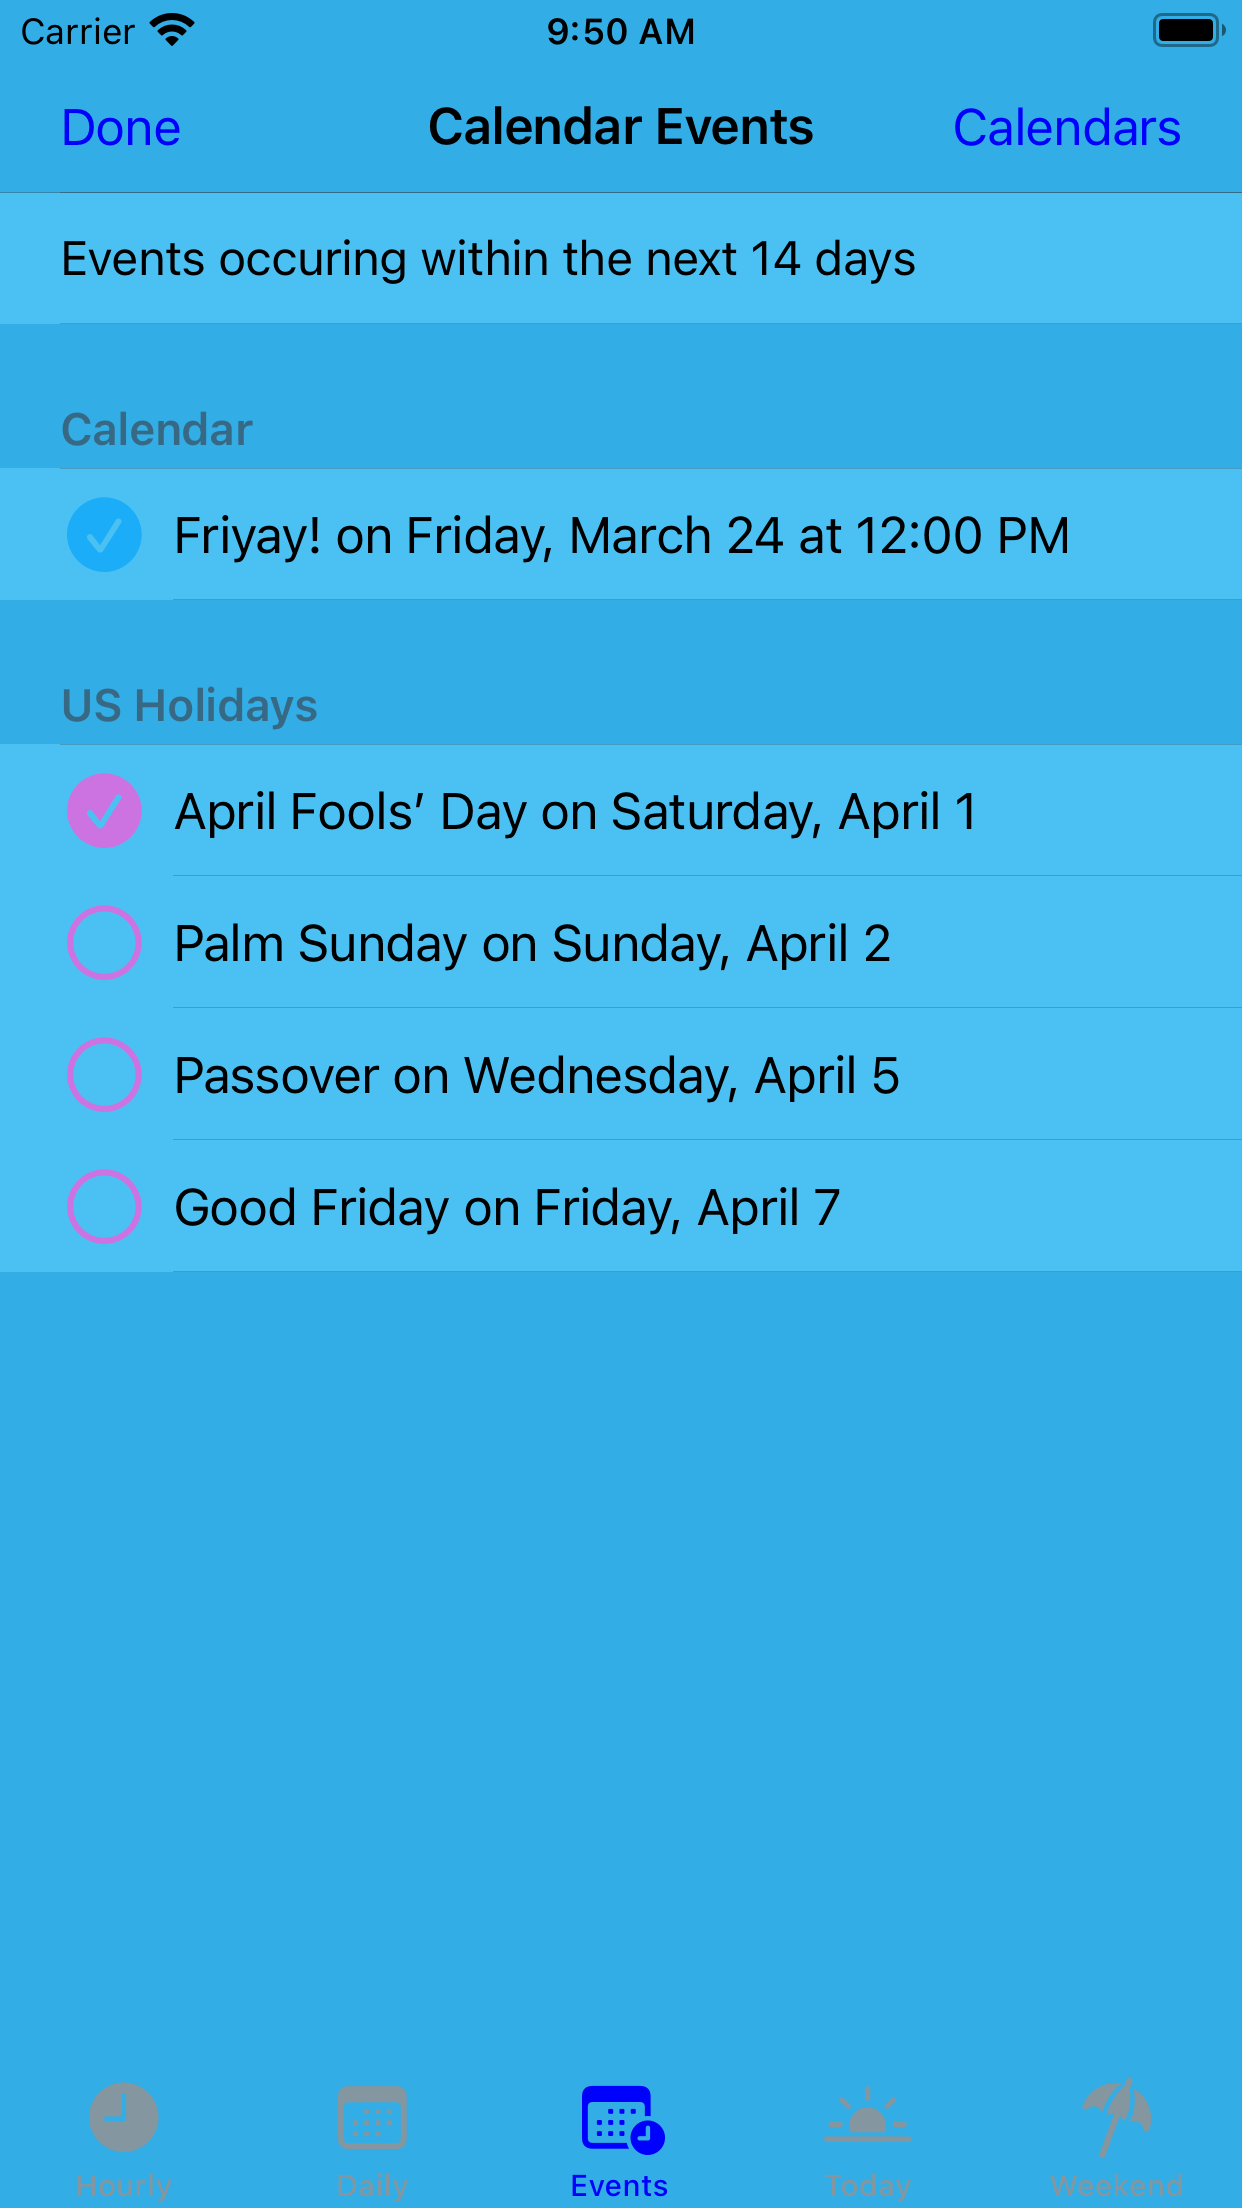 Carrier 9:50 AM
Done Calendar Events Calendars
Events occuring within the next 14 days
Calendar
Friyay! on Friday, March 24 at 12:00 PM
US Holidays
April Fools’ Day on Saturday, April 1
Palm Sunday on Sunday, April 2
Passover on Wednesday, April 5
Good Friday on Friday, April 7
Hourly Daily Events Today Weekend